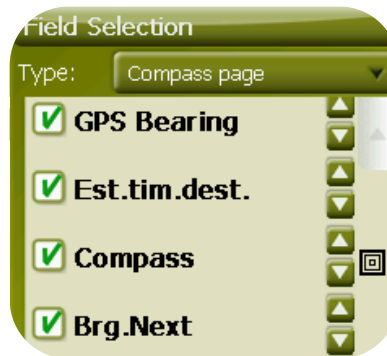 Field Selection
Type: Compass page
GPS Bearing
Est.tim.dest.
Compass
Brg.Next